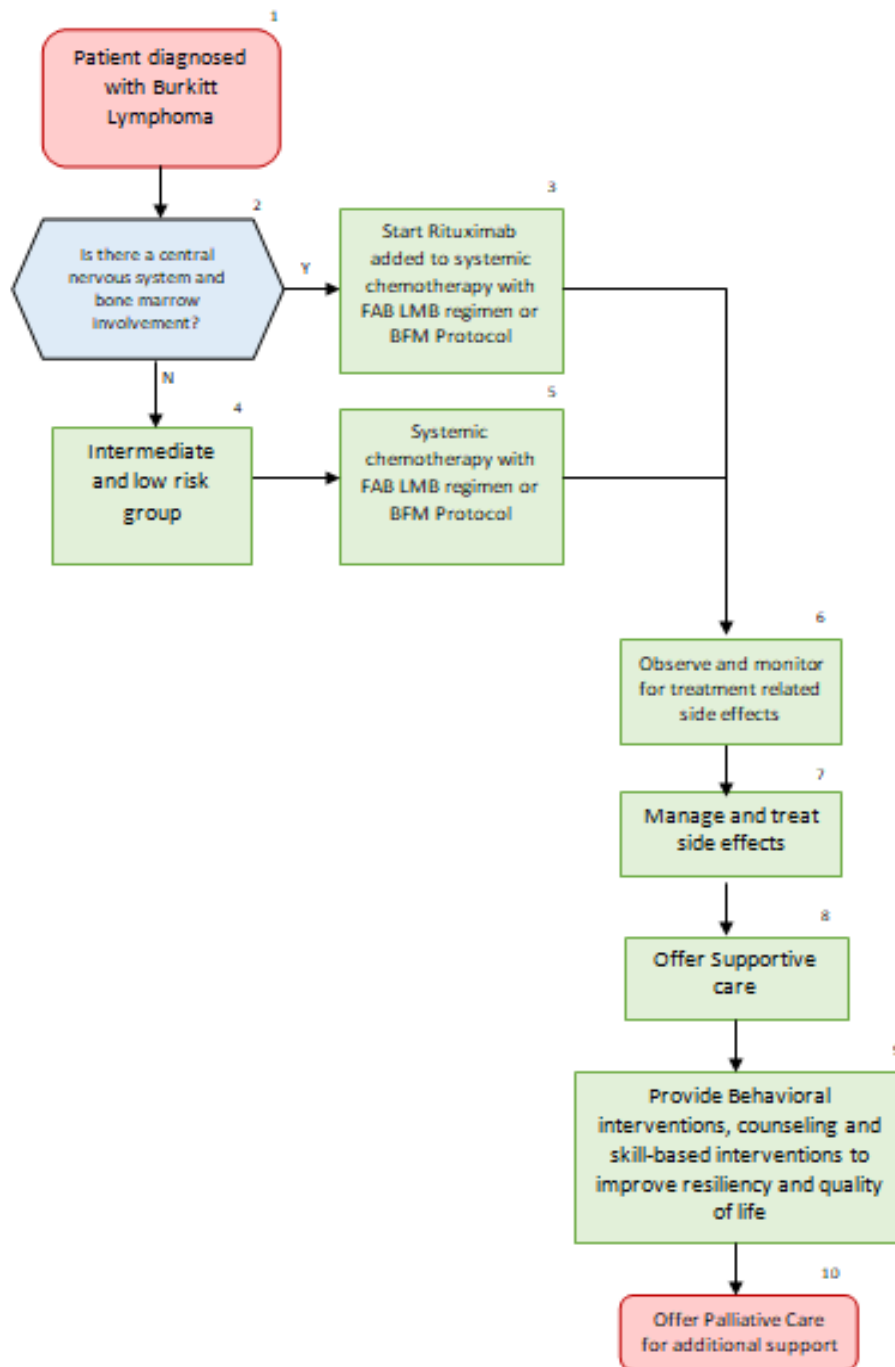 1
Patient diagnosed
with Burkitt
Lymphoma
2
Is there a central
nervous system and
bone marrow
involvement?
Y
3
Start Rituximab
added to systemic
chemotherapy with
FAB LMB regimen or
BFM Protocol
N
4
Intermediate
and low risk
group
5
Systemic
chemotherapy with
FAB LMB regimen or
BFM Protocol
6
Observe and monitor
for treatment related
side effects
7
Manage and treat
side effects
8
Offer Supportive
care
9
Provide Behavioral
interventions, counseling and
skill-based interventions to
improve resiliency and quality
of life
10
Offer Palliative Care
for additional support